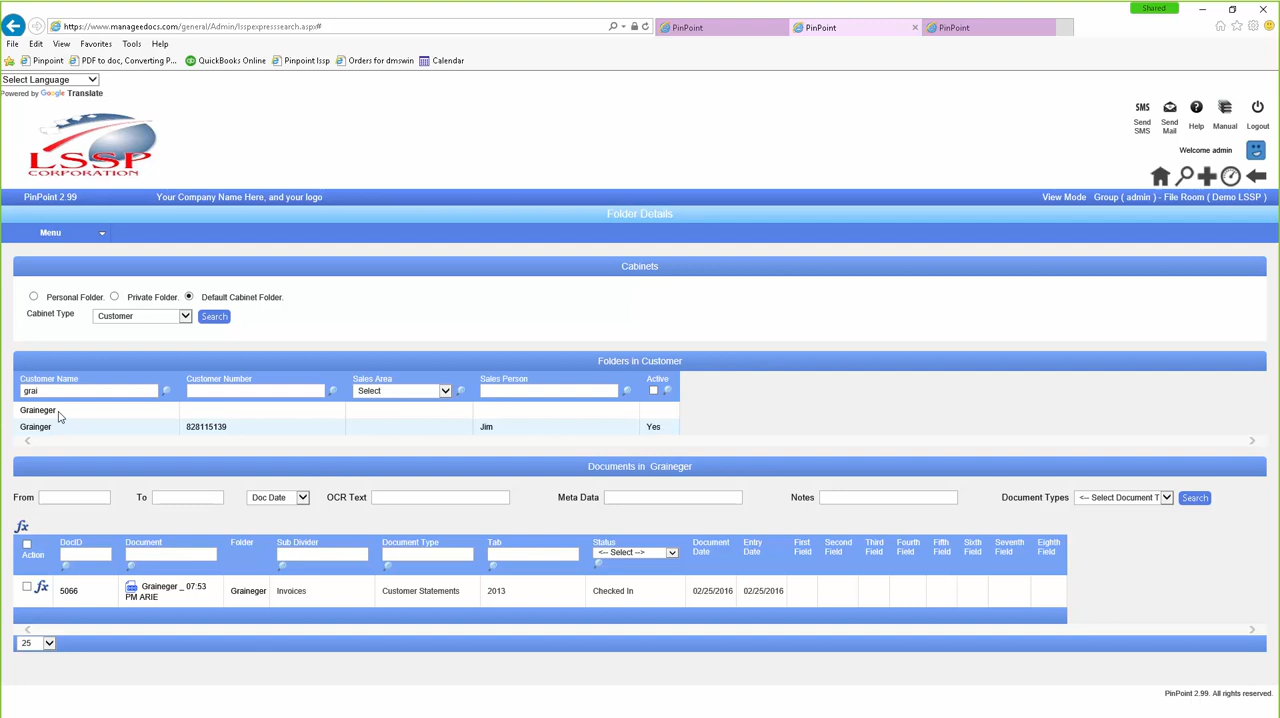 Shared
https://www.manageedocs.com/general/Admin/lsspexpresssearch.aspx#
PinPoint
PinPoint
PinPoint
File Edit View Favorites Tools Help
Pinpoint PDF to doc, Converting P... QuickBooks Online Pinpoint lssp Orders for dmswin Calendar
Select Language
Powered by Google Translate
LSSP
CORPORATION
SMS
Send SMS
Send Mail
Help
Manual
Logout
Welcome admin
PinPoint 2.99 Your Company Name Here, and your logo View Mode Group ( admin ) - File Room ( Demo LSSP )
Folder Details
Menu
Cabinets
Personal Folder. Private Folder. Default Cabinet Folder.
Cabinet Type Customer Search
Folders in Customer
Customer Name Customer Number Sales Area Sales Person Active
grai Select
Graineger
Grainger 828115139 Jim Yes
Documents in Graineger
From To Doc Date OCR Text Meta Data Notes Document Types <-- Select Document T Search
fx
Action DocID Document Folder Sub Divider Document Type Tab Status <-- Select --> Document Date Entry Date First Field Second Field Third Field Fourth Field Fifth Field Sixth Field Seventh Field Eighth Field
fx 5066 Graineger _ 07:53 PM ARIE Graineger Invoices Customer Statements 2013 Checked In 02/25/2016 02/25/2016
25
PinPoint 2.99. All rights reserved.